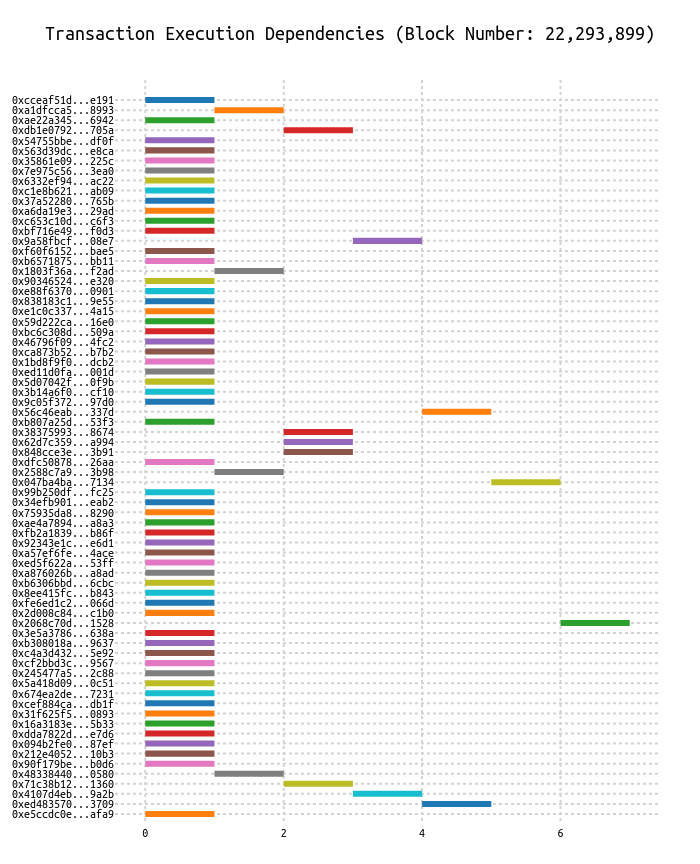 Transaction Execution Dependencies (Block Number: 22,293,899)
0xcceaf51d...e191
0xa1dfcca5...8993
0xae22a345...6942
0xdb1e0792...705a
0x54755bbe...df0f
0x563d39dc...e8ca
0x35861e09...225c
0x7e975c56...3ea0
0x6332ef94...ac22
0xc1e8b621...ab09
0x37a52280...765b
0xa6da19e3...29ad
0xc653c10d...c6f3
0xbf716e49...f0d3
0x9a58fbcf...08e7
0xf60f6152...bae5
0xb6571875...bb11
0x1803f36a...f2ad
0x90346524...e320
0xe88f6370...0901
0x838183c1...9e55
0xe1c0c337...4a15
0x59d222ca...16e0
0xbc6c308d...509a
0x46796f09...4fc2
0xca873b52...b7b2
0x1bd8f9f0...dcb2
0xed11d0fa...001d
0x5d07042f...0f9b
0x3b14a6f0...cf10
0x9c05f372...97d0
0x56c46eab...337d
0xb807a25d...53f3
0x38375993...8674
0x62d7c359...a994
0x848cce3e...3b91
0xdfc50878...26aa
0x2588c7a9...3b98
0x047ba4ba...7134
0x99b250df...fc25
0x34efb901...eab2
0x75935da8...8290
0xae4a7894...a8a3
0xfb2a1839...b86f
0x92343e1c...e6d1
0xa57ef6fe...4ace
0xed5f622a...53ff
0xa876026b...a8ad
0xb6306bbd...6cbc
0x8ee415fc...b843
0xfe6ed1c2...066d
0x2d008c84...c1b0
0x2068c70d...1528
0x3e5a3786...638a
0xb308018a...9637
0xc4a3d432...5e92
0xcf2bbd3c...9567
0x245477a5...2c88
0x5a418d09...0c51
0x674ea2de...7231
0xcef884ca...db1f
0x31f625f5...0893
0x16a3183e...5b33
0xdda7822d...e7d6
0x094b2fe0...87ef
0x212e4052...10b3
0x90f179be...b0d6
0x48338440...0580
0x71c38b12...1360
0x4107d4eb...9a2b
0xed483570...3709
0xe5ccdc0e...afa9
0 2 4 6